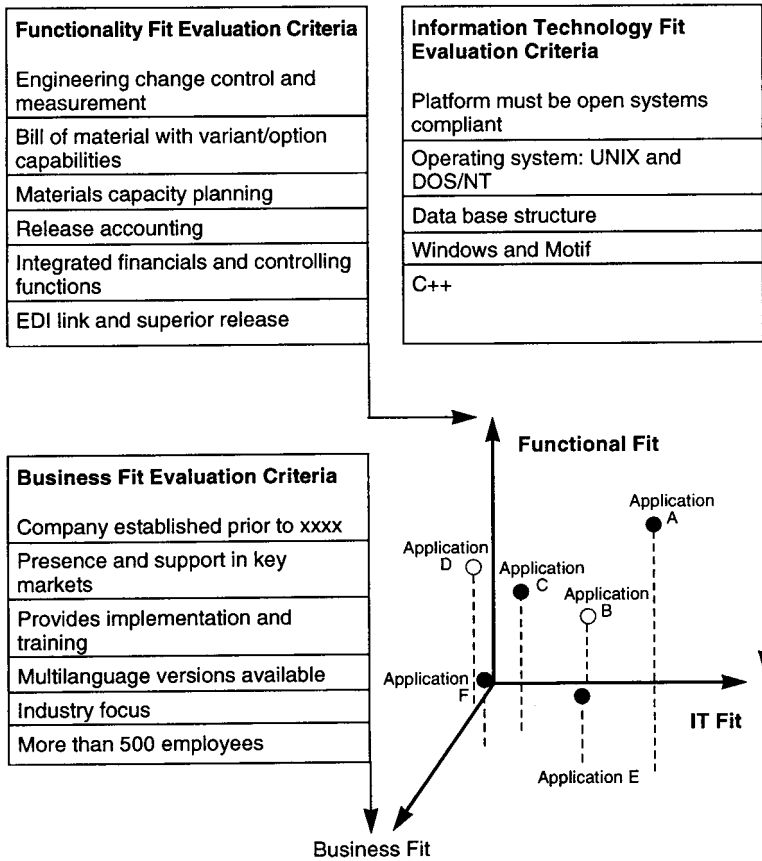 Functionality Fit Evaluation Criteria
Engineering change control and
measurement
Bill of material with variant/option
capabilities
Materials capacity planning
Release accounting
Integrated financials and controlling
functions
EDI link and superior release
Information Technology Fit
Evaluation Criteria
Platform must be open systems
compliant
Operating system: UNIX and
DOS/NT
Data base structure
Windows and Motif
C++
Business Fit Evaluation Criteria
Company established prior to xxxx
Presence and support in key
markets
Provides implementation and
training
Multilanguage versions available
Industry focus
More than 500 employees
Functional Fit
Application
A
Application
D
Application
C
Application
B
Application
F
IT Fit
Application E
Business Fit